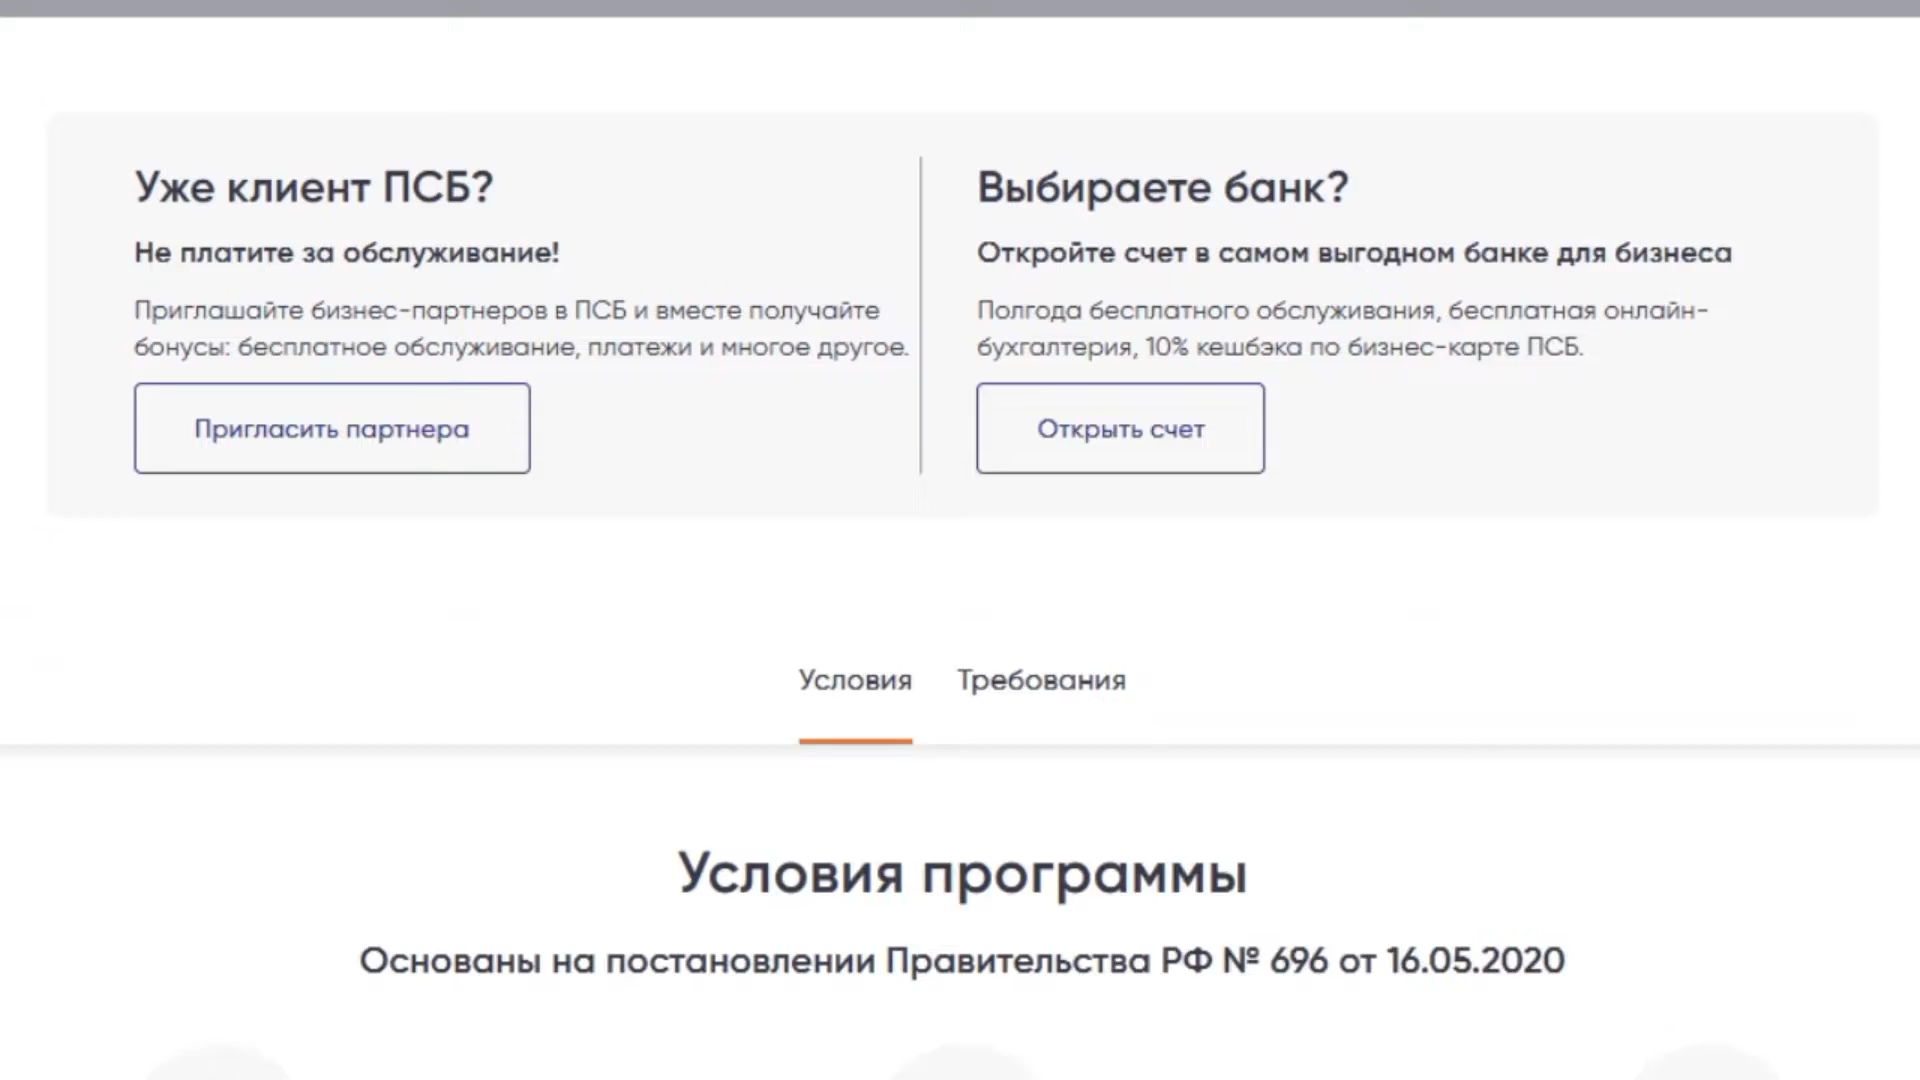 Уже клиент ПСБ?
Не платите за обслуживание!
Приглашайте бизнес-партнеров в ПСБ и вместе получайте
бонусы: бесплатное обслуживание, платежи и многое другое.
Пригласить партнера
Выбираете банк?
Откройте счет в самом выгодном банке для бизнеса
Полгода бесплатного обслуживания, бесплатная онлайн-
бухгалтерия, 10% кешбэка по бизнес-карте ПСБ.
Открыть счет
Условия
Требования
Условия программы
Основаны на постановлении Правительства РФ № 696 от 16.05.2020